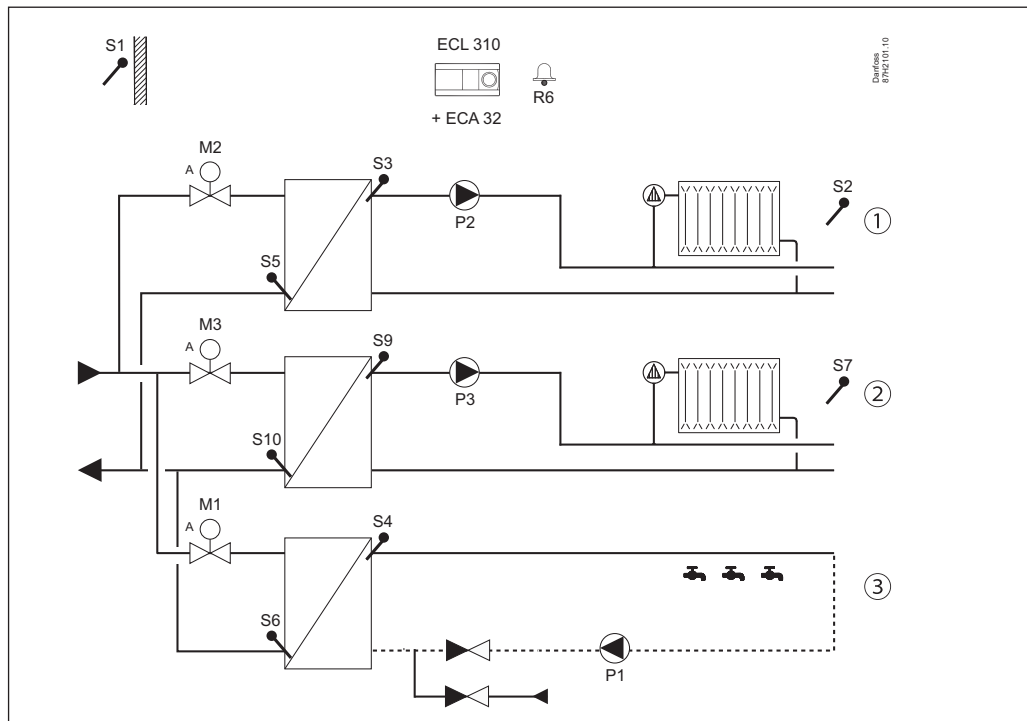 S1
ECL 310
Danfoss
87H2101.10
R6
+ ECA 32
M2
A
S3
P2
S2
1
S5
M3
A
S9
P3
S7
2
S10
M1
A
S4
3
S6
P1